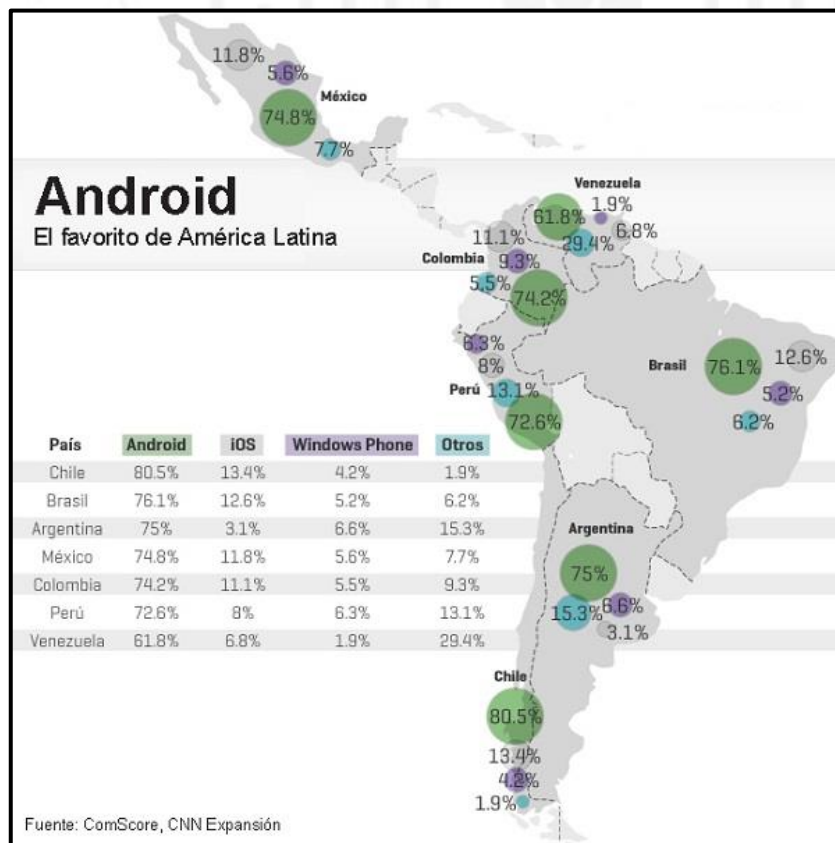 11.8%
5.6%
México
74.8%
7.7%
Android
El favorito de América Latina
Venezuela
1.9%
61.8%
6.8%
11.1%
29.4%
Colombia
9.3%
5.5%
74.2%
6.3%
8%
12.6%
Brasil
76.1%
Perú
13.1%
5.2%
72.6%
6.2%
País Android iOS Windows Phone Otros
Chile 80.5% 13.4% 4.2% 1.9%
Brasil 76.1% 12.6% 5.2% 6.2%
Argentina 75% 3.1% 6.6% 15.3%
México 74.8% 11.8% 5.6% 7.7%
Colombia 74.2% 11.1% 5.5% 9.3%
Perú 72.6% 8% 6.3% 13.1%
Venezuela 61.8% 6.8% 1.9% 29.4%
Argentina
75%
15.3%
6.6%
3.1%
Chile
80.5%
13.4%
4.2%
1.9%
Fuente: ComScore, CNN Expansión